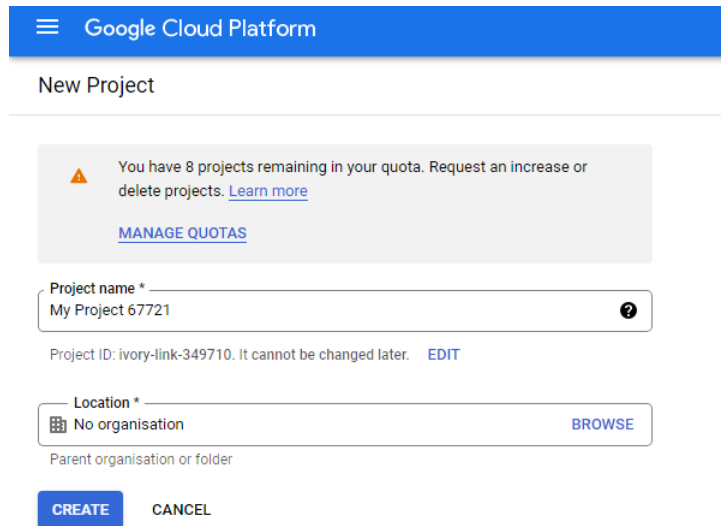 Google Cloud Platform
New Project
You have 8 projects remaining in your quota. Request an increase or
delete projects. Learn more
MANAGE QUOTAS
Project name *
My Project 67721
Project ID: ivory-link-349710. It cannot be changed later. EDIT
Location *
No organisation BROWSE
Parent organisation or folder
CREATE CANCEL